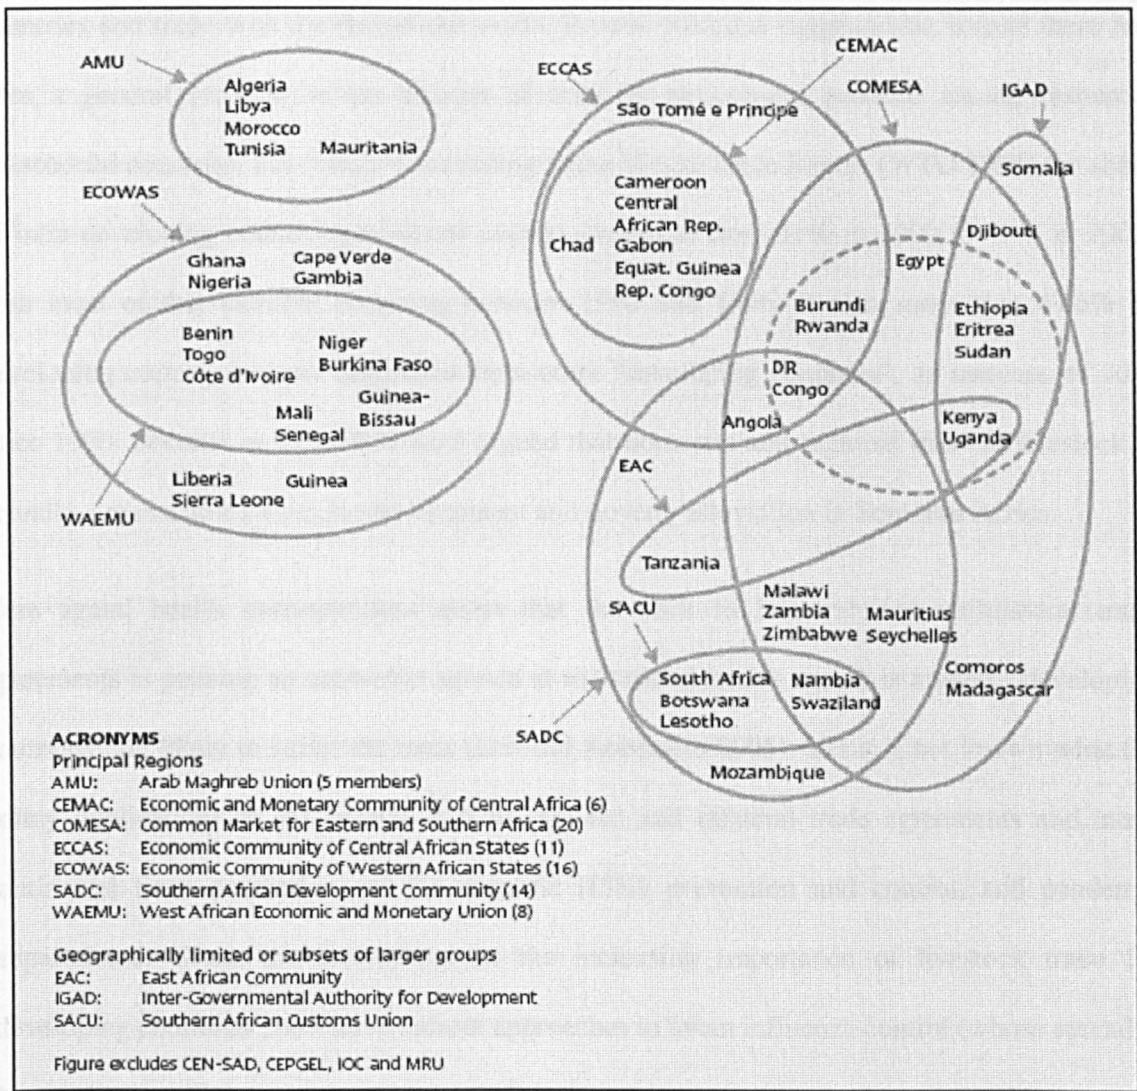 AMU
Algeria
Libya
Morocco
Tunisia
Mauritania
ECOWAS
Ghana
Nigeria
Cape Verde
Gambia
Benin
Togo
Côte d'Ivoire
Niger
Burkina Faso
Guinea-
Bissau
Mali
Senegal
Liberia
Sierra Leone
Guinea
WAEMU
ECCAS
CEMAC
COMESA
IGAD
São Tomé e Principe
Cameroon
Central
African Rep.
Gabon
Equat. Guinea
Rep. Congo
Chad
Somalia
Djibouti
Egypt
Burundi
Rwanda
Ethiopia
Eritrea
Sudan
DR
Congo
Angola
Kenya
Uganda
EAC
Tanzania
SACU
Malawi
Zambia
Zimbabwe
Mauritius
Seychelles
South Africa
Botswana
Lesotho
Nambia
Swaziland
Comoros
Madagascar
SADC
Mozambique
ACRONYMS
Principal Regions
AMU: Arab Maghreb Union (5 members)
CEMAC: Economic and Monetary Community of Central Africa (6)
COMESA: Common Market for Eastern and Southern Africa (20)
ECCAS: Economic Community of Central African States (11)
ECOWAS: Economic Community of Western African States (16)
SADC: Southern African Development Community (14)
WAEMU: West African Economic and Monetary Union (8)
Geographically limited or subsets of larger groups
EAC: East African Community
IGAD: Inter-Governmental Authority for Development
SACU: Southern African Customs Union
Figure excludes CEN-SAD, CEPGEL, IOC and MRU